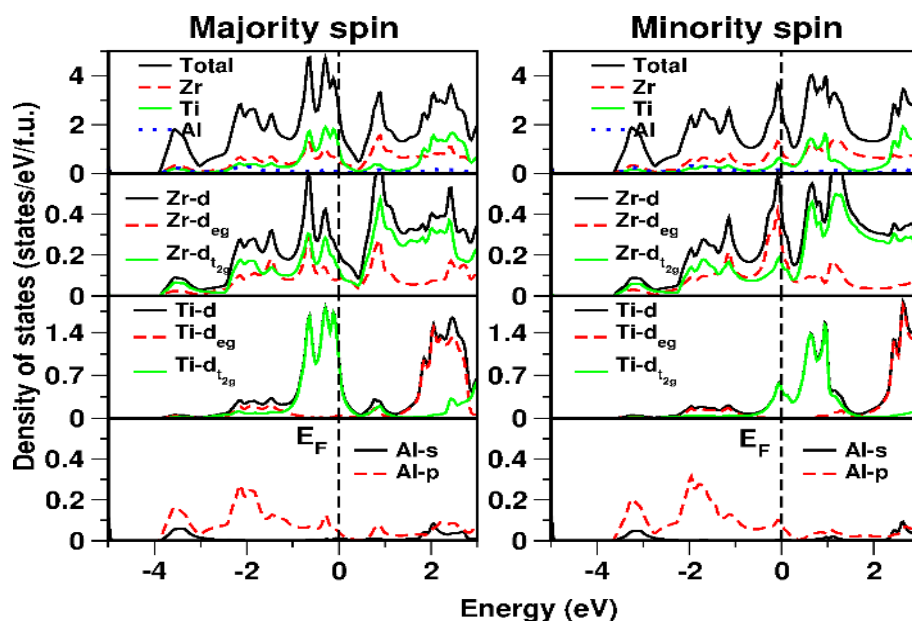 Majority spin
Minority spin
Density of states (states/eV/f.u.)
4
2
0
Total
Zr
Ti
Al
4
2
0
Total
Zr
Ti
Al
0.4
0.2
0
Zr-d
Zr-deg
Zr-dt2g
0.4
0.2
0
Zr-d
Zr-deg
Zr-dt2g
1.4
0.7
0
Ti-d
Ti-deg
Ti-dt2g
1.4
0.7
0
Ti-d
Ti-deg
Ti-dt2g
0.4
0.2
0
EF
Al-s
Al-p
0.4
0.2
0
EF
Al-s
Al-p
-4 -2 0 2
-4 -2 0 2
Energy (eV)